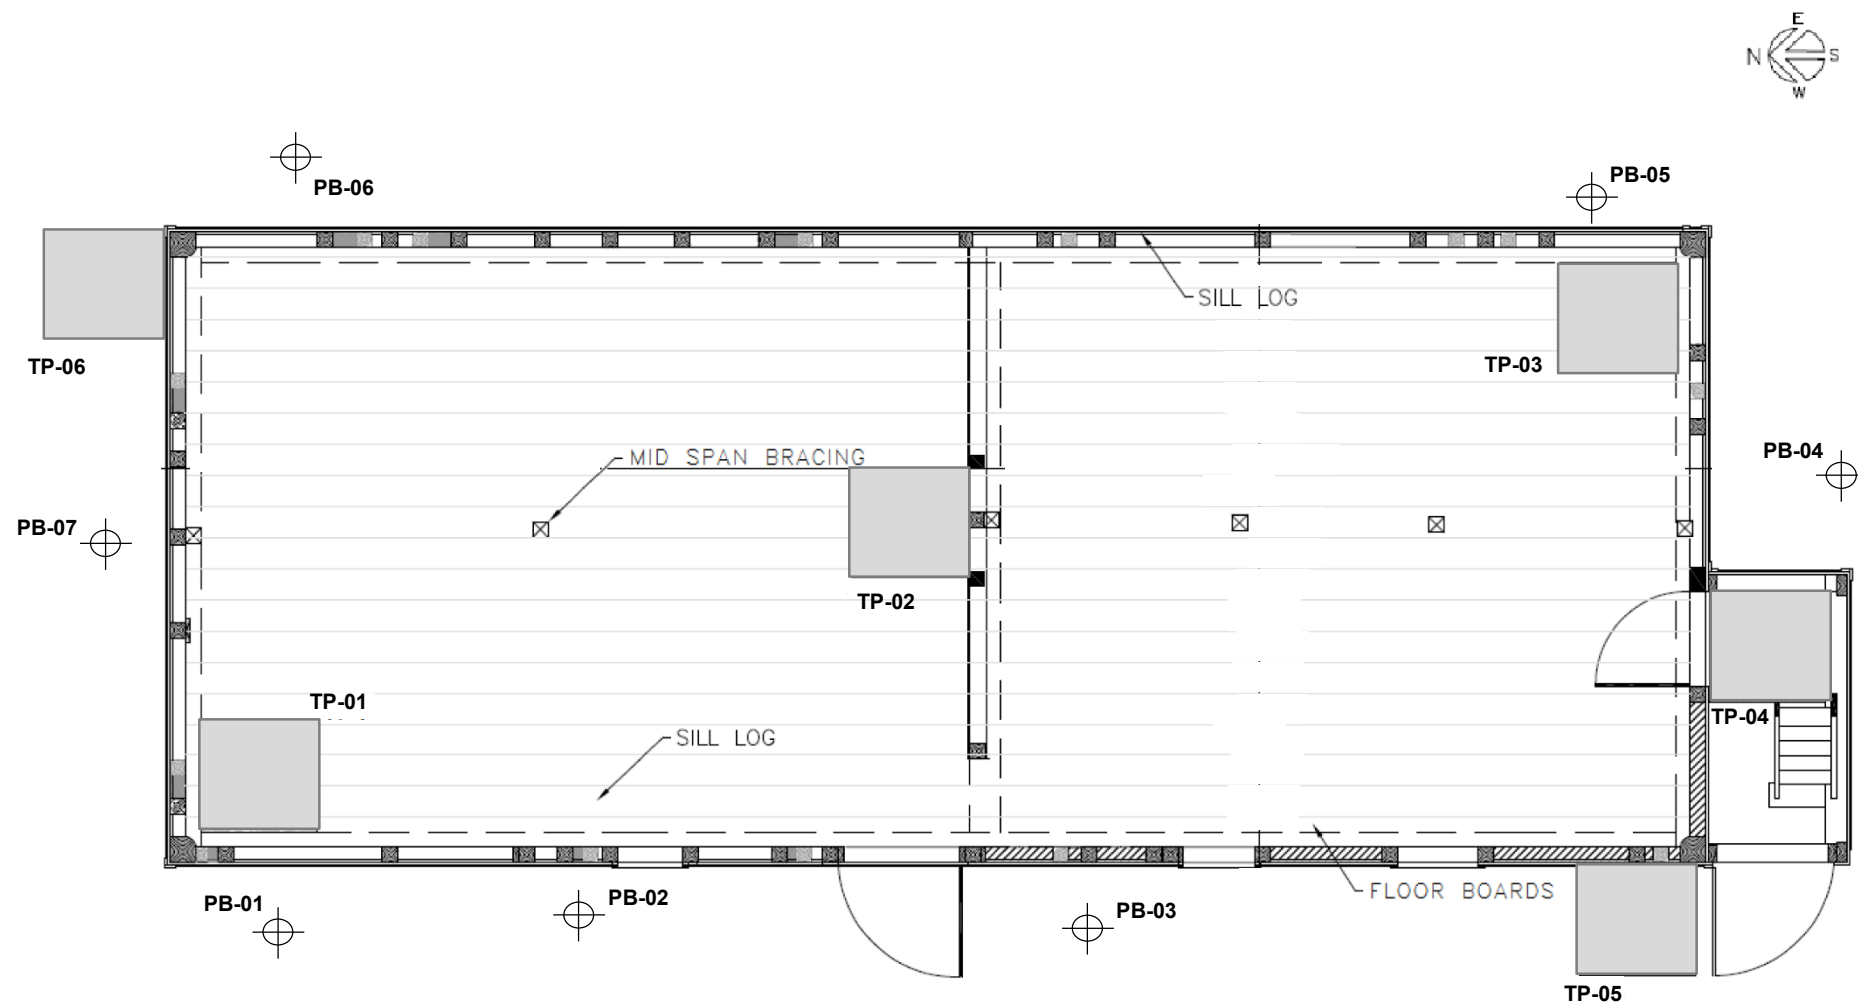 E
N S
W
PB-06
PB-05
SILL LOG
TP-06
TP-03
MID SPAN BRACING
PB-04
PB-07
TP-02
TP-01
TP-04
SILL LOG
FLOOR BOARDS
PB-01
PB-02
PB-03
TP-05